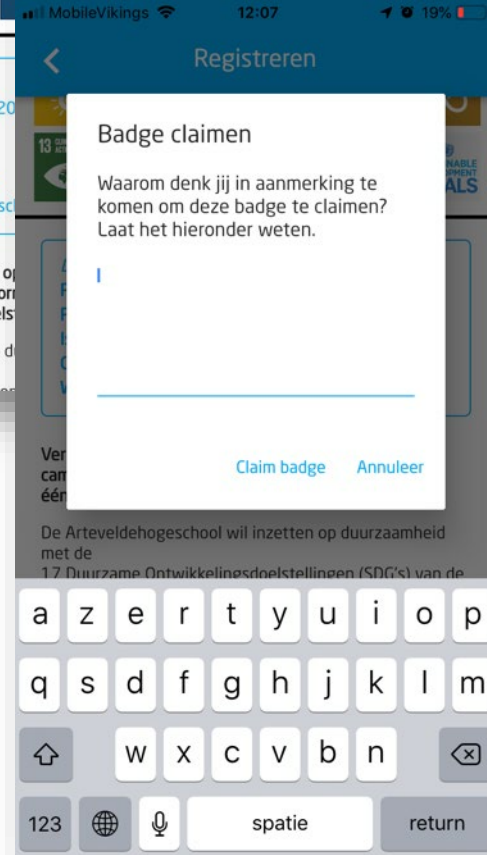 MobileVikings 12:07 19%
Registreren
Badge claimen
Waarom denk jij in aanmerking te
komen om deze badge te claimen?
Laat het hieronder weten.
Claim badge Annuleer
De Arteveldehogeschool wil inzetten op duurzaamheid
met de
17 Duurzame Ontwikkelingsdoelstellingen (SDG's) van de
a z e r t y u i o p
q s d f g h j k l m
w x c v b n
123 spatie return